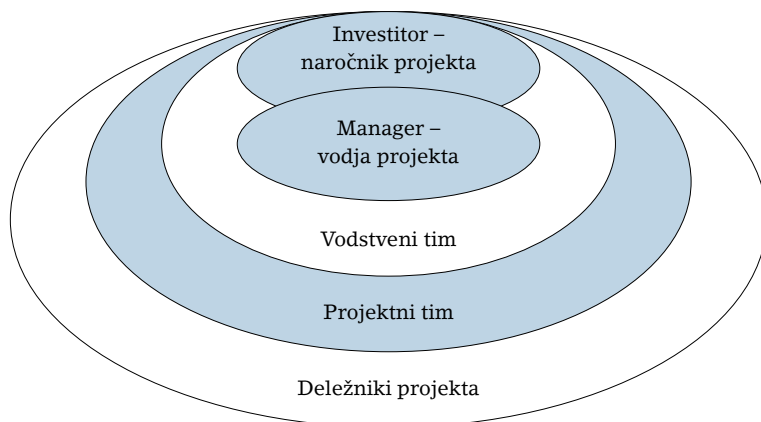 Investitor –
naročnik projekta
Manager –
vodja projekta
Vodstveni tim
Projektni tim
Deležniki projekta